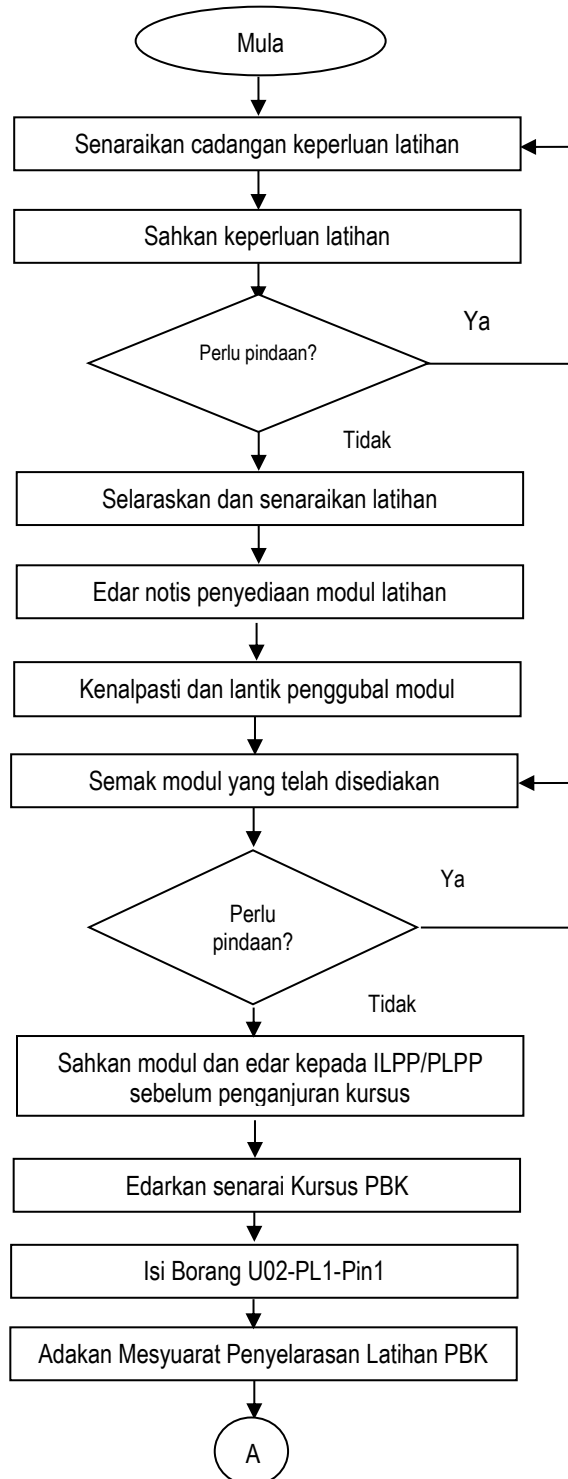 Mula
Senaraikan cadangan keperluan latihan
Sahkan keperluan latihan
Perlu pindaan?
Ya
Tidak
Selaraskan dan senaraikan latihan
Edar notis penyediaan modul latihan
Kenalpasti dan lantik penggubal modul
Semak modul yang telah disediakan
Perlu
pindaan?
Ya
Tidak
Sahkan modul dan edar kepada ILPP/PLPP
sebelum penganjuran kursus
Edarkan senarai Kursus PBK
Isi Borang U02-PL1-Pin1
Adakan Mesyuarat Penyelarasan Latihan PBK
A